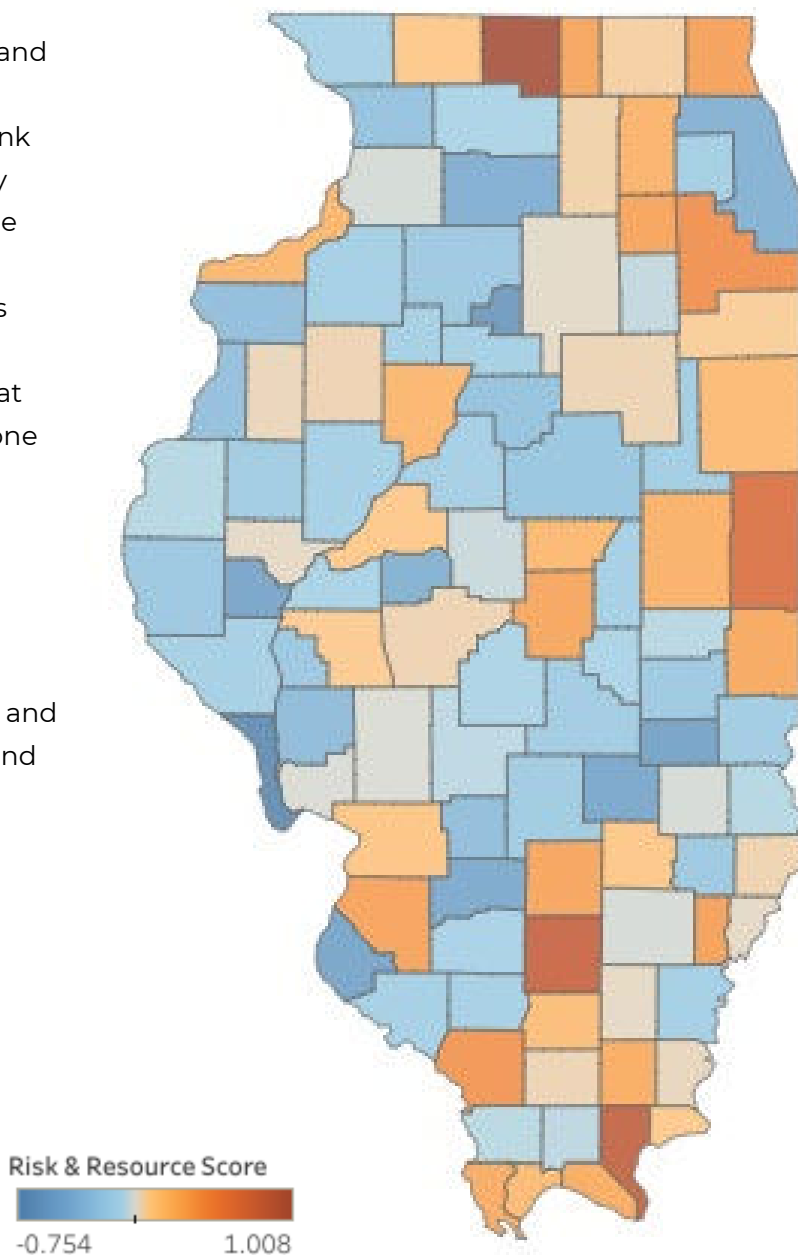 and
nk
y
e
s
at
one
and
nd
Risk & Resource Score
-0.754 1.008